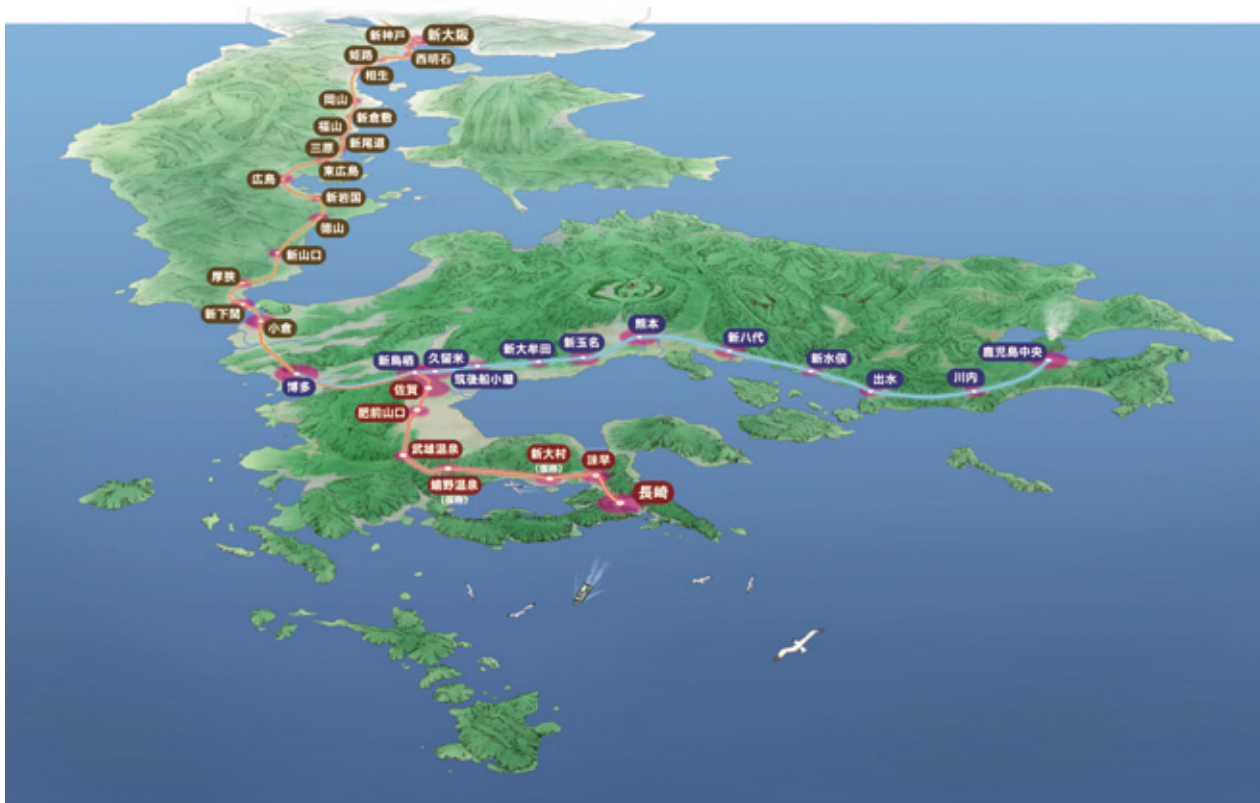 新神戸
新大阪
姫路
西明石
相生
岡山
新倉敷
福山
新尾道
三原
東広島
広島
新岩国
徳山
新山口
厚狭
新下関
小倉
博多
新鳥栖
久留米
筑後船小屋
新大牟田
新玉名
熊本
新八代
新水俣
出水
川内
鹿児島中央
佐賀
肥前山口
武雄温泉
嬉野温泉
(仮称)
新大村
(仮称)
諫早
長崎